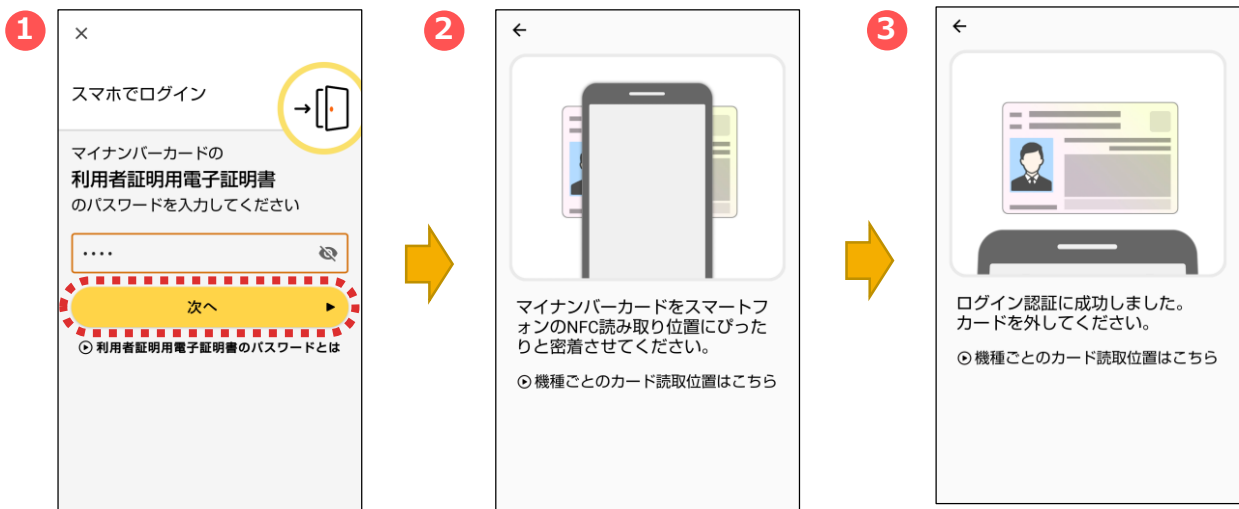 1
スマホでログイン
マイナンバーカードの
利用者証明用電子証明書
のパスワードを入力してください
････
次へ
利用者証明用電子証明書のパスワードとは
2
マイナンバーカードをスマートフ
ォンのNFC読み取り位置にぴった
りと密着させてください。
機種ごとのカード読取位置はこちら
3
ログイン認証に成功しました。
カードを外してください。
機種ごとのカード読取位置はこちら